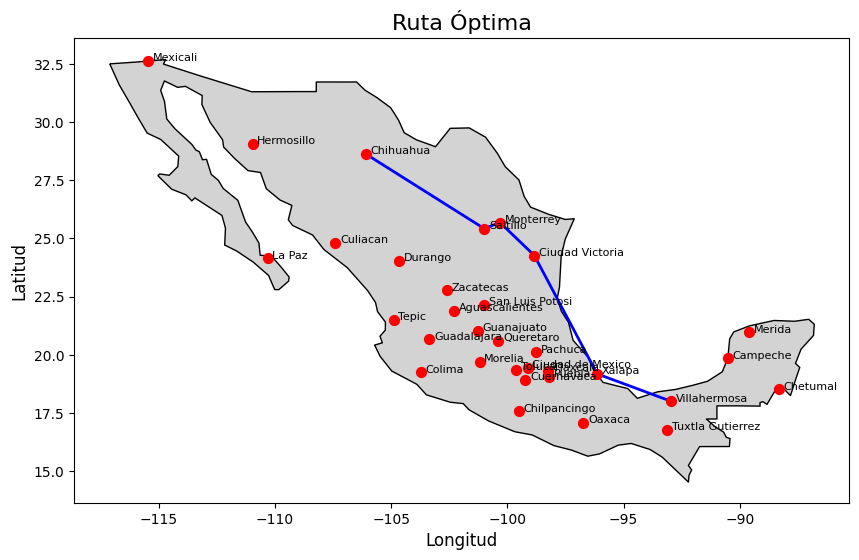 Ruta Óptima
Latitud
32.5
30.0
27.5
25.0
22.5
20.0
17.5
15.0
Mexicali
Hermosillo
Chihuahua
Monterrey
Saltillo
Culiacan
Ciudad Victoria
La Paz
Durango
Zacatecas
San Luis Potosi
Aguascalientes
Tepic
Guanajuato
Guadalajara
Queretaro
Pachuca
Merida
Campeche
Morelia
Ciudad de Mexico
Toluca
Tlaxcala
Puebla
Xalapa
Colima
Cuernavaca
Chetumal
Villahermosa
Chilpancingo
Oaxaca
Tuxtla Gutierrez
−115
−110
−105
−100
−95
−90
Longitud